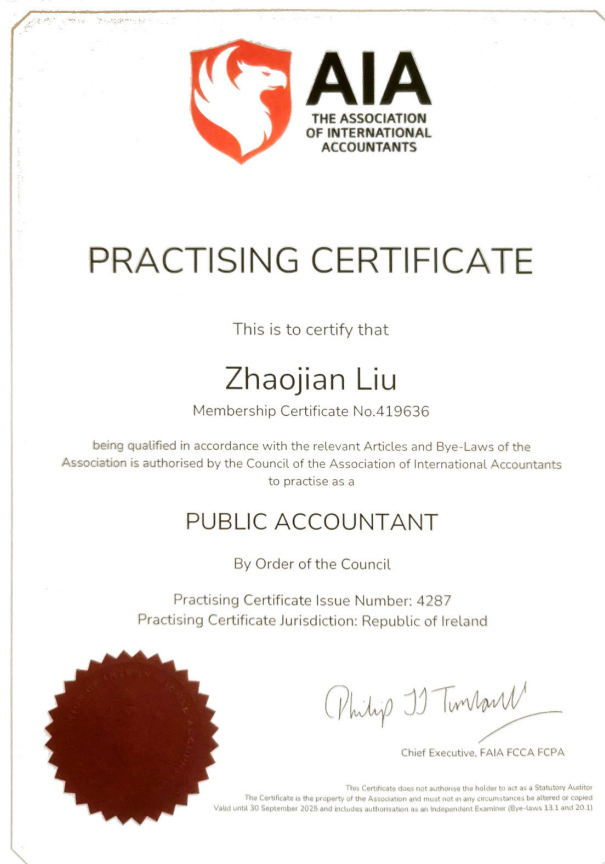 AIA
THE ASSOCIATION
OF INTERNATIONAL
ACCOUNTANTS
PRACTISING CERTIFICATE
This is to certify that
Zhaojian Liu
Membership Certificate No.419636
being qualified in accordance with the relevant Articles and Bye-Laws of the
Association is authorised by the Council of the Association of International Accountants
to practise as a
PUBLIC ACCOUNTANT
By Order of the Council
Practising Certificate Issue Number: 4287
Practising Certificate Jurisdiction: Republic of Ireland
Philip
Chief Executive, FAIA FCCA FCPA
This Certificate does not authorise the holder to act as a Statutory Auditor
The Certificate is the property of the Association and must not in any circumstances be altered or copied
Valid until 30 September 2025 and includes authorisation as an Independent Examiner (Bye-laws 13.1 and 20.1)